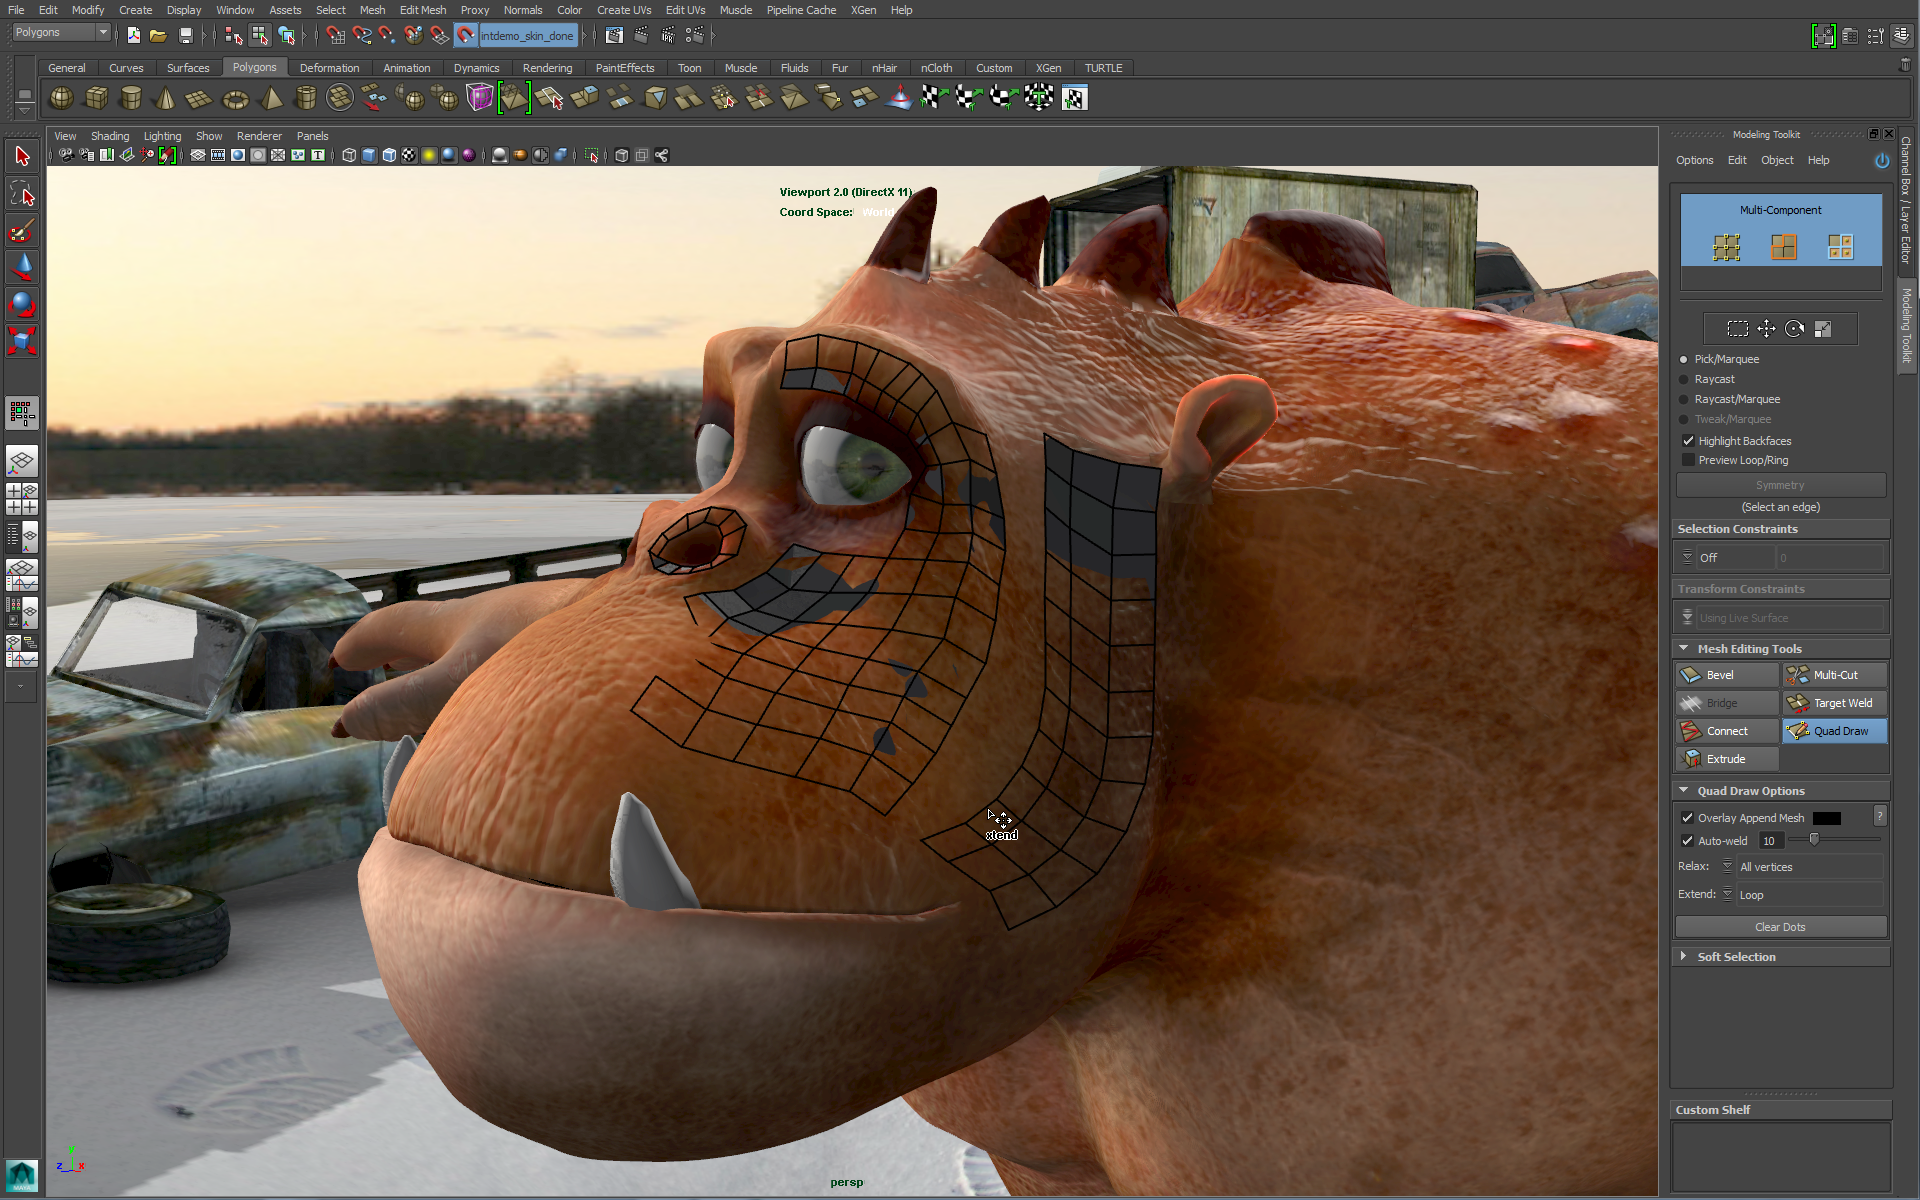 File Edit Modify Create Display Window Assets Select Mesh Edit Mesh Proxy Normals Color Create UVs Edit UVs Muscle Pipeline Cache XGen Help
Polygons
intdemo_skin_done
General Curves Surfaces Polygons Deformation Animation Dynamics Rendering PaintEffects Toon Muscle Fluids Fur nHair nCloth Custom XGen TURTLE
View Shading Lighting Show Renderer Panels
Viewport 2.0 (DirectX 11)
Coord Space: World
xtend
persp
z x
Modeling Toolkit
Options Edit Object Help
Multi-Component
Pick/Marquee
Raycast
Raycast/Marquee
Tweak/Marquee
Highlight Backfaces
Preview Loop/Ring
Symmetry
(Select an edge)
Selection Constraints
Off 0
Transform Constraints
Using Live Surface
Mesh Editing Tools
Bevel Multi-Cut
Bridge Target Weld
Connect Quad Draw
Extrude
Quad Draw Options
Overlay Append Mesh ?
Auto-weld 10
Relax: All vertices
Extend: Loop
Clear Dots
Soft Selection
Custom Shelf
Channel Box / Layer Editor
Modeling Toolkit